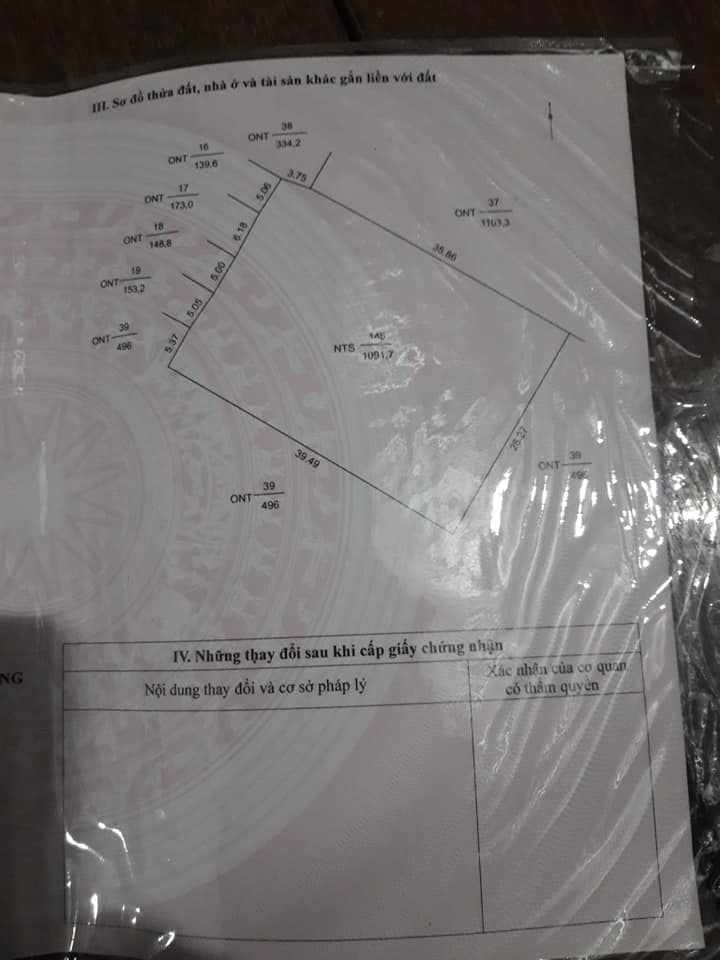 III. Sơ đồ thửa đất, nhà ở và tài sản khác gắn liền với đất
ONT 38
334,2
ONT 16
139,6
ONT 17
173,0
ONT 18
148,8
ONT 19
153,2
ONT 39
496
3.75
5.06
6.18
5.00
5.05
5.37
ONT 37
1103,3
35.86
NTS
1091,7
39.49
26.27
ONT 39
496
ONT 39
496
IV. Những thay đổi sau khi cấp giấy chứng nhận
NG
Nội dung thay đổi và cơ sở pháp lý
Xác nhận của cơ quan
có thẩm quyền